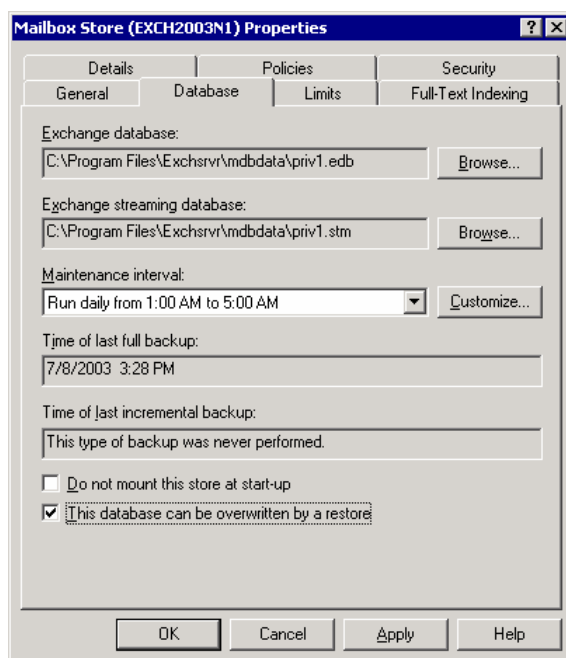 Mailbox Store (EXCH2003N1) Properties
Details Policies Security
General Database Limits Full-Text Indexing
Exchange database:
C:\Program Files\Exchsrvr\mdbdata\priv1.edb Browse...
Exchange streaming database:
C:\Program Files\Exchsrvr\mdbdata\priv1.stm Browse...
Maintenance interval:
Run daily from 1:00 AM to 5:00 AM Customize...
Time of last full backup:
7/8/2003 3:28 PM
Time of last incremental backup:
This type of backup was never performed.
Do not mount this store at start-up
This database can be overwritten by a restore
OK Cancel Apply Help